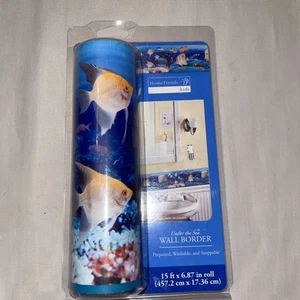 Home Trends
kids
Under the Sea
WALL BORDER
Prepasted, Washable, and Strippable
15 ft x 6.87 in roll
(457.2 cm x 17.36 cm)